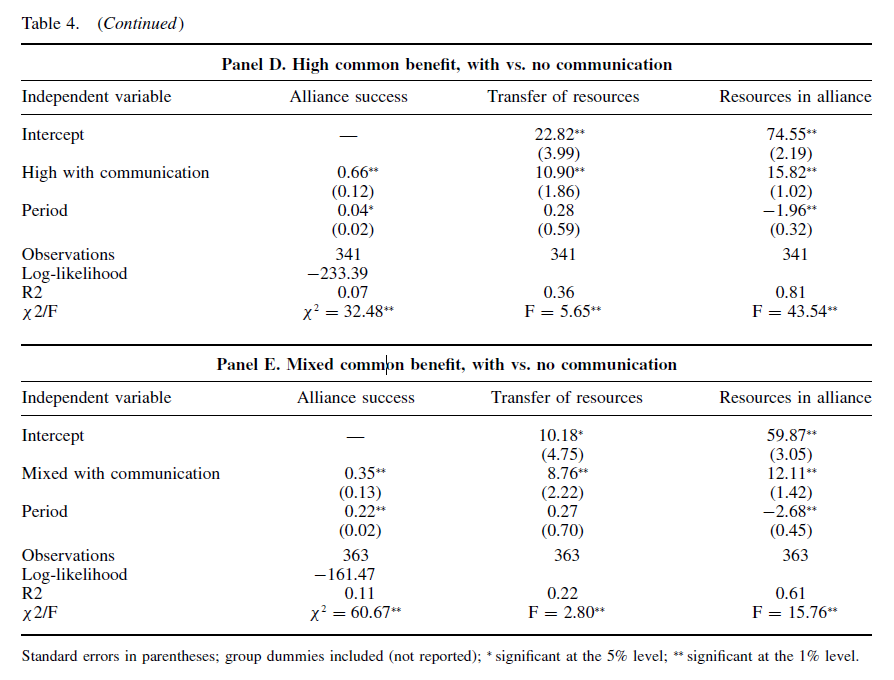 Table 4. (Continued)
Panel D. High common benefit, with vs. no communication
Independent variable Alliance success Transfer of resources Resources in alliance
Intercept — 22.82** 74.55**
(3.99) (2.19)
High with communication 0.66** 10.90** 15.82**
(0.12) (1.86) (1.02)
Period 0.04* 0.28 −1.96**
(0.02) (0.59) (0.32)
Observations 341 341 341
Log-likelihood −233.39
R2 0.07 0.36 0.81
χ2/F χ² = 32.48** F = 5.65** F = 43.54**
Panel E. Mixed common benefit, with vs. no communication
Independent variable Alliance success Transfer of resources Resources in alliance
Intercept — 10.18* 59.87**
(4.75) (3.05)
Mixed with communication 0.35** 8.76** 12.11**
(0.13) (2.22) (1.42)
Period 0.22** 0.27 −2.68**
(0.02) (0.70) (0.45)
Observations 363 363 363
Log-likelihood −161.47
R2 0.11 0.22 0.61
χ2/F χ² = 60.67** F = 2.80** F = 15.76**
Standard errors in parentheses; group dummies included (not reported); * significant at the 5% level; ** significant at the 1% level.